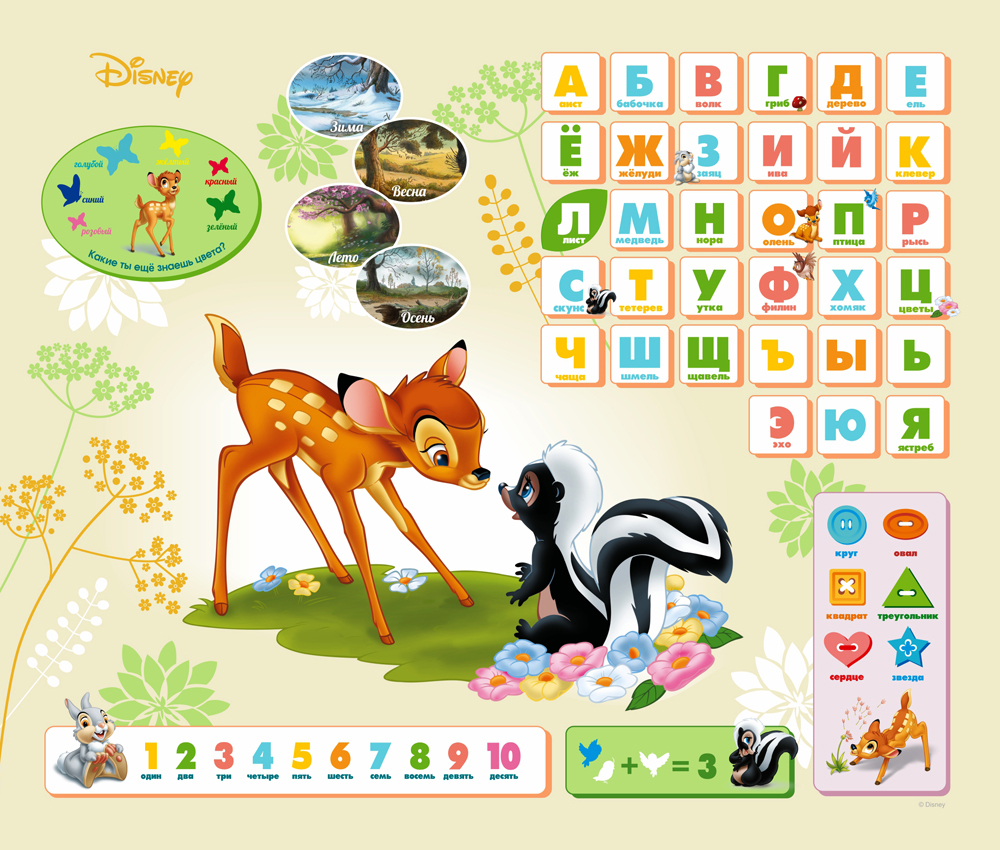 Disney
голубой
жёлтый
красный
синий
зелёный
розовый
Какие ты ещё знаешь цвета?
Зима
Весна
Лето
Осень
А Б В Г Д Е
аист бабочка волк гриб дерево ель
Ё Ж З И Й К
ёж жёлуди заяц ива клевер
Л М Н О П Р
лист медведь нора олень птица рысь
С Т У Ф Х Ц
скунс тетерев утка филин хомяк цветы
Ч Ш Щ Ъ Ы Ь
чаща шмель щавель
Э Ю Я
эхо ястреб
круг овал
квадрат треугольник
сердце звезда
1 2 3 4 5 6 7 8 9 10
один два три четыре пять шесть семь восемь девять десять
+ = 3
© Disney